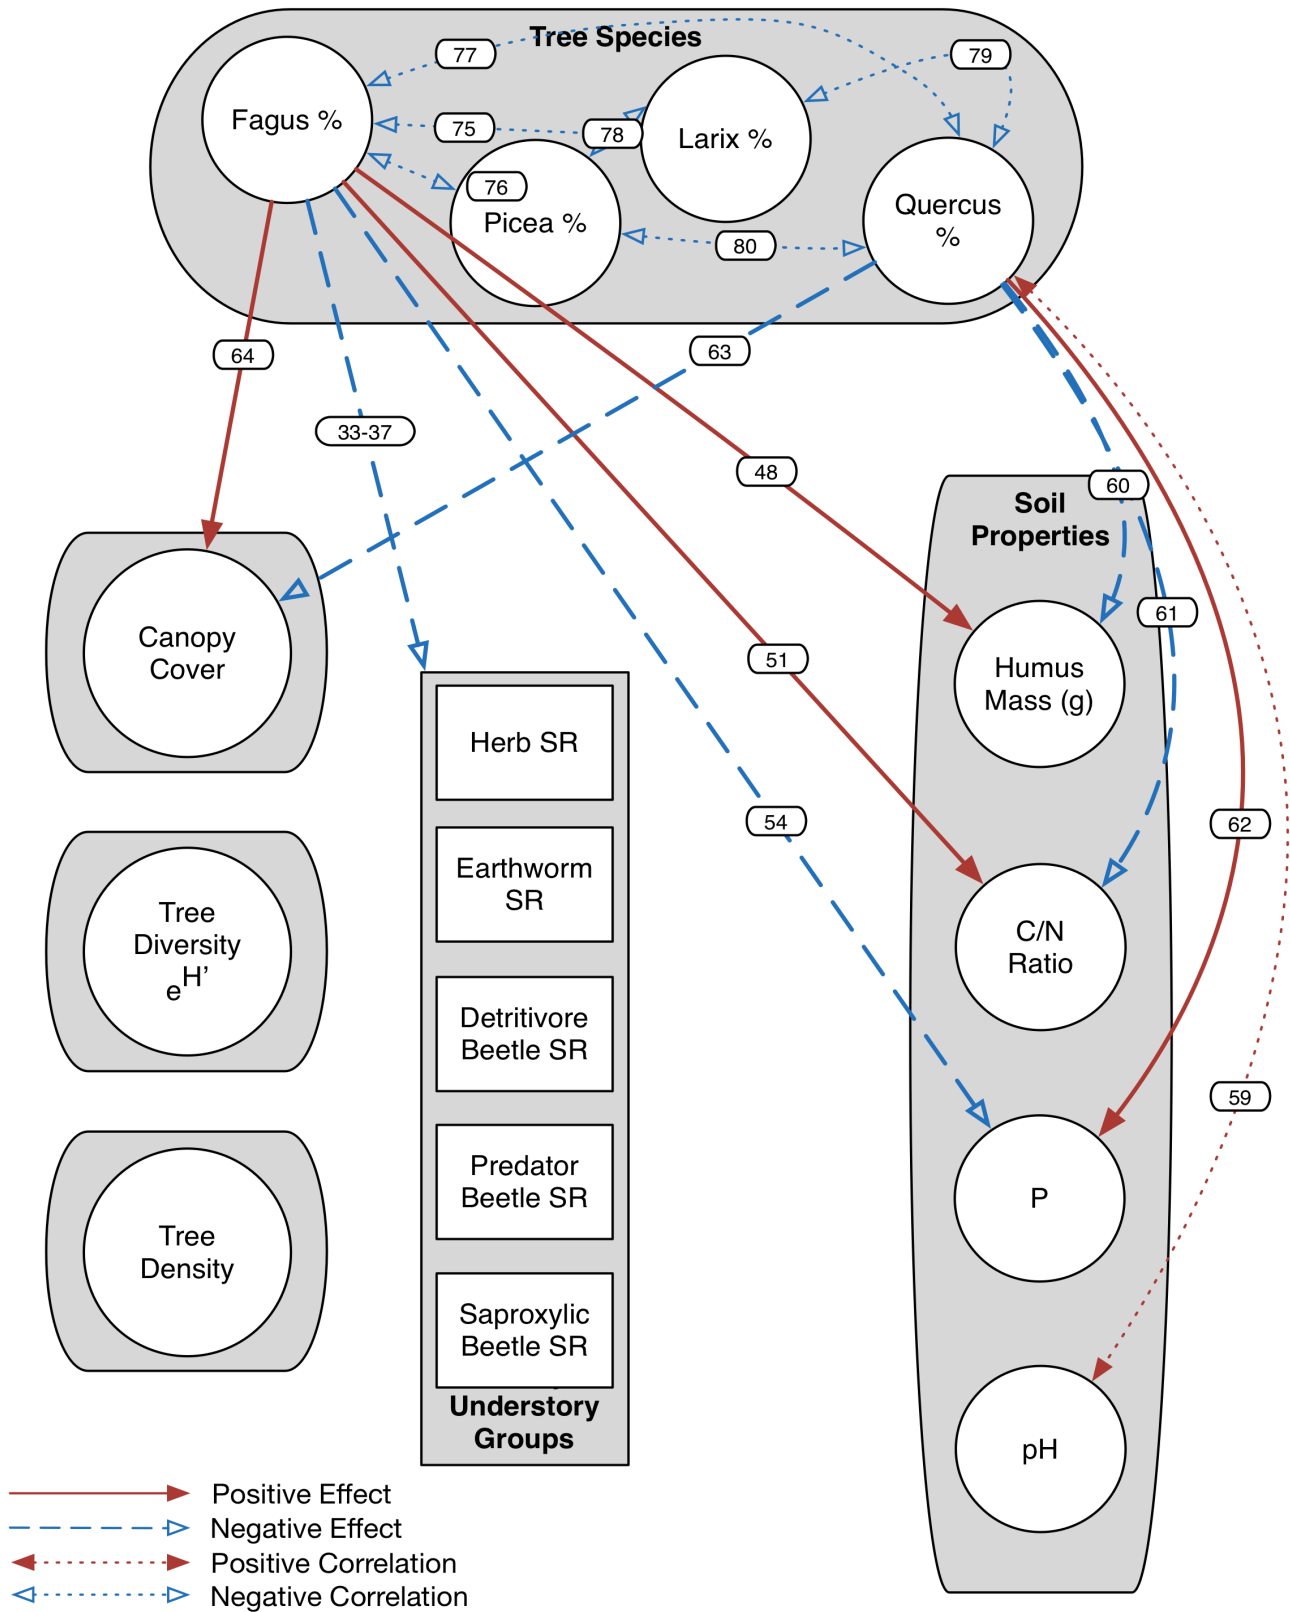 Tree Species
77
79
Fagus %
75
78
Larix %
76
Picea %
Quercus
%
80
64
63
33-37
48
60
Soil
Properties
61
Canopy
Cover
51
Humus
Mass (g)
Herb SR
54
62
Earthworm
SR
Tree
Diversity
eH’
C/N
Ratio
Detritivore
Beetle SR
59
Predator
Beetle SR
P
Tree
Density
Saproxylic
Beetle SR
Understory
Groups
pH
Positive Effect
Negative Effect
Positive Correlation
Negative Correlation